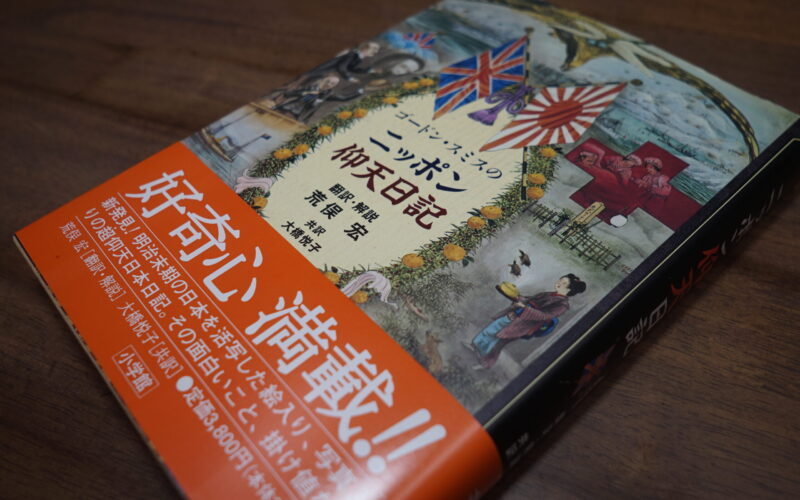 ゴードン・スミスの
ニッポン
仰天日記
翻訳・解説
荒俣 宏
共訳
大橋悦子
好奇心 満載!!
新発見!明治末期の日本を活写した絵入り、写真
りの超仰天日本日記。その面白いこと、掛け値
荒俣 宏[翻訳・解説] 大橋悦子[共訳] ●定価3,800円(本体
小学館
仰天日記